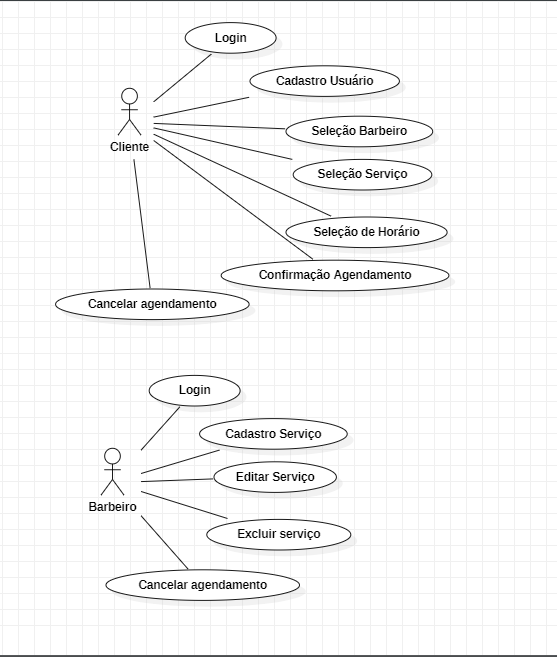 Login
Cadastro Usuário
Seleção Barbeiro
Cliente
Seleção Serviço
Seleção de Horário
Confirmação Agendamento
Cancelar agendamento
Login
Cadastro Serviço
Editar Serviço
Barbeiro
Excluir serviço
Cancelar agendamento